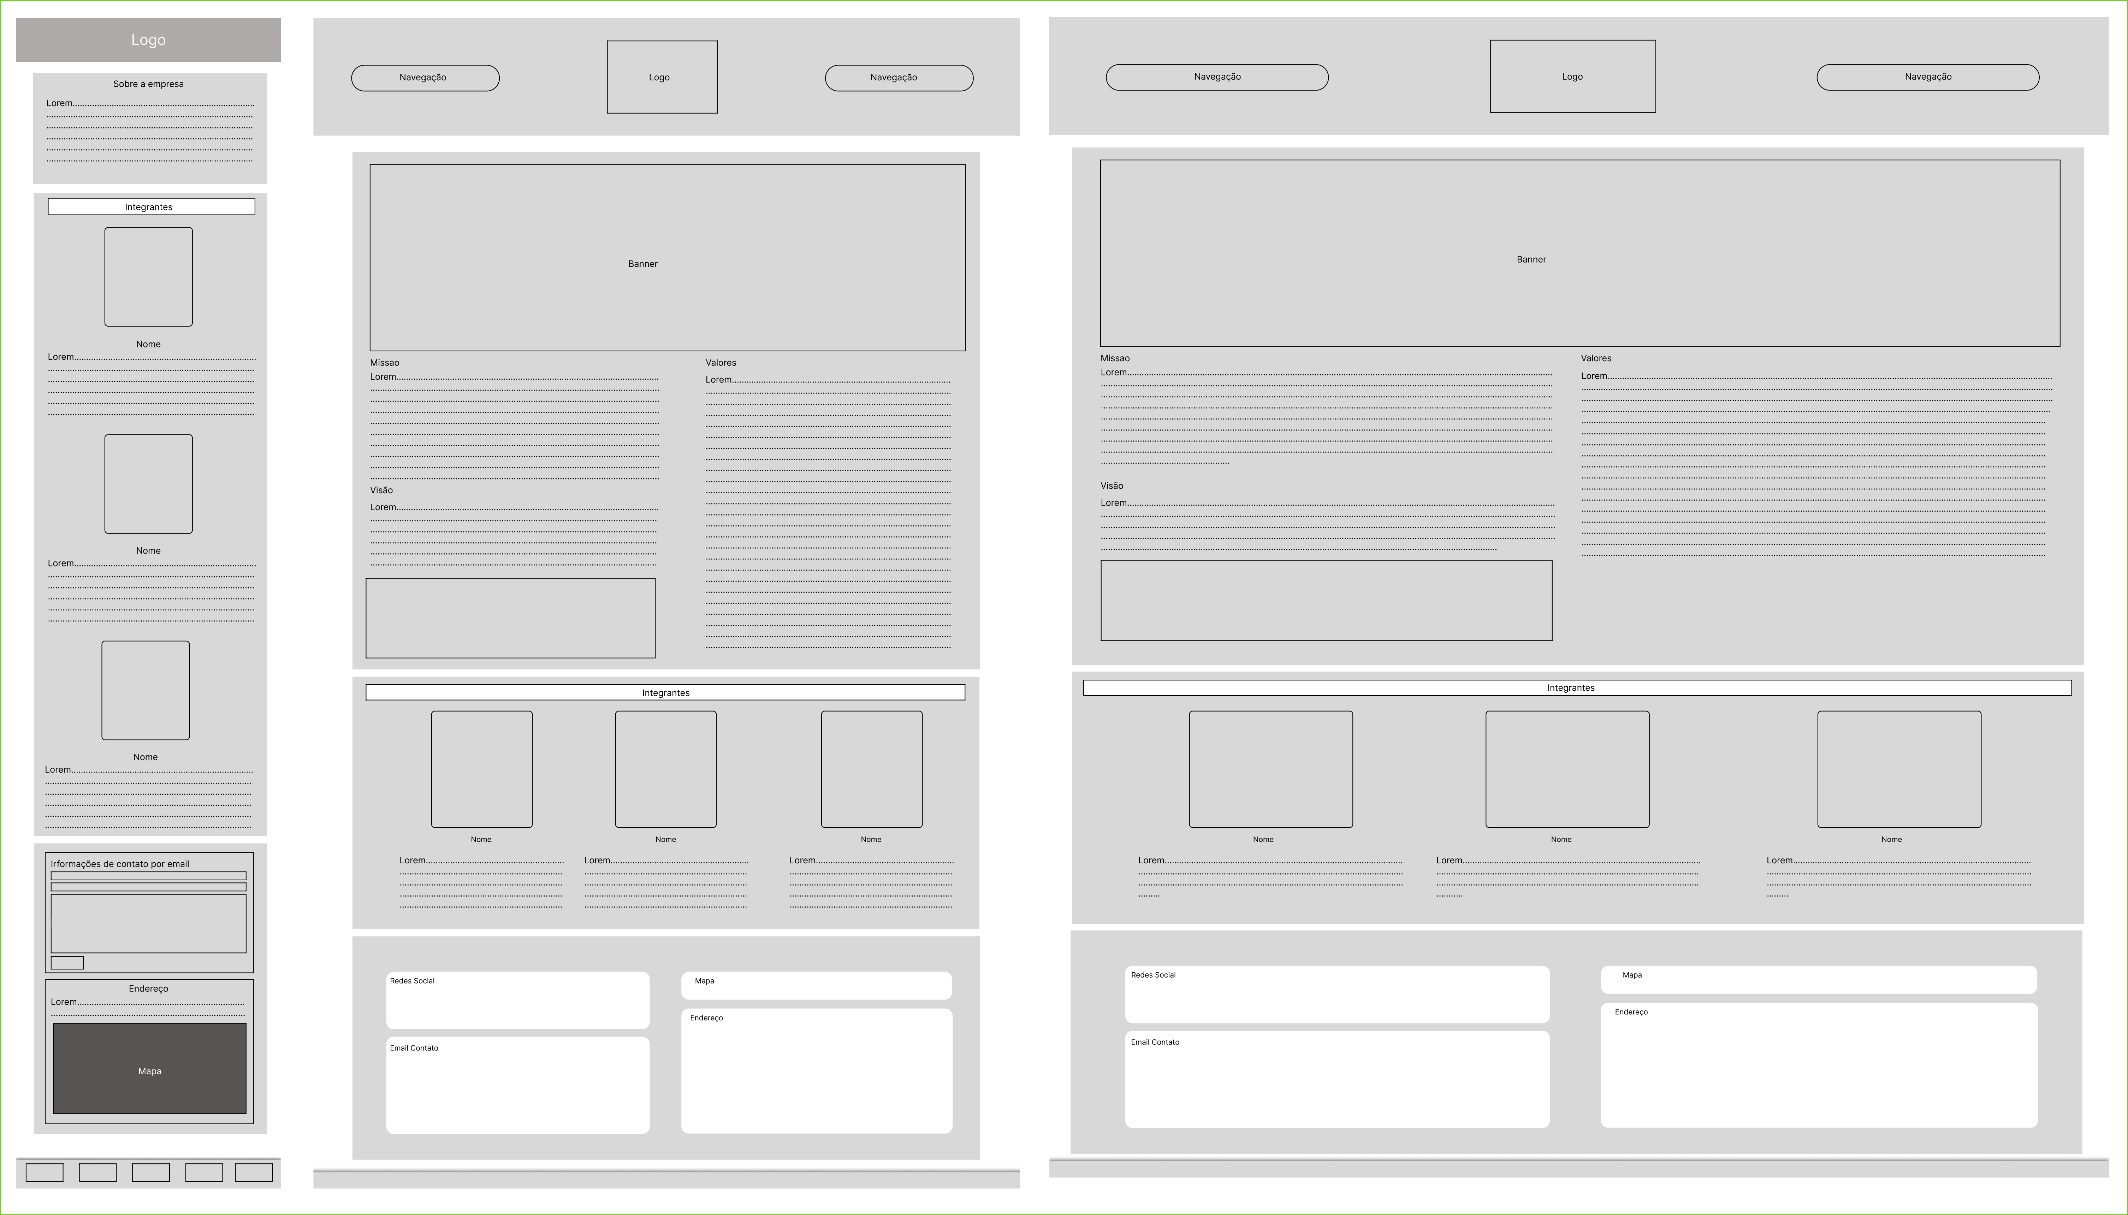 Logo
Sobre a empresa
Lorem
Integrantes
Nome
Lorem
Nome
Lorem
Nome
Lorem
Irformações de contato por email
Endereço
Lorem
Mapa
Navegação
Logo
Navegação
Banner
Missao
Lorem
Visão
Lorem
Valores
Lorem
Integrantes
Nome
Nome
Nome
Lorem
Lorem
Lorem
Redes Social
Email Contato
Mapa
Endereço
Navegação
Logo
Navegação
Banner
Missao
Lorem
Visão
Lorem
Valores
Lorem
Integrantes
Nome
Nome
Nome
Lorem
Lorem
Lorem
Redes Social
Email Contato
Mapa
Endereço